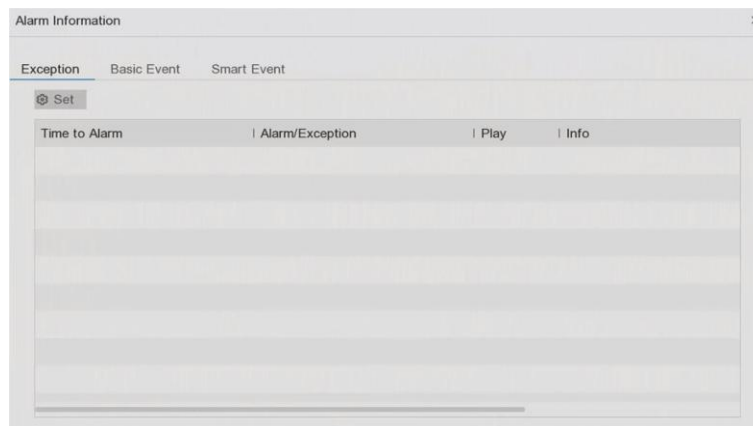 Alarm Information
Exception Basic Event Smart Event
Set
Time to Alarm Alarm/Exception Play Info